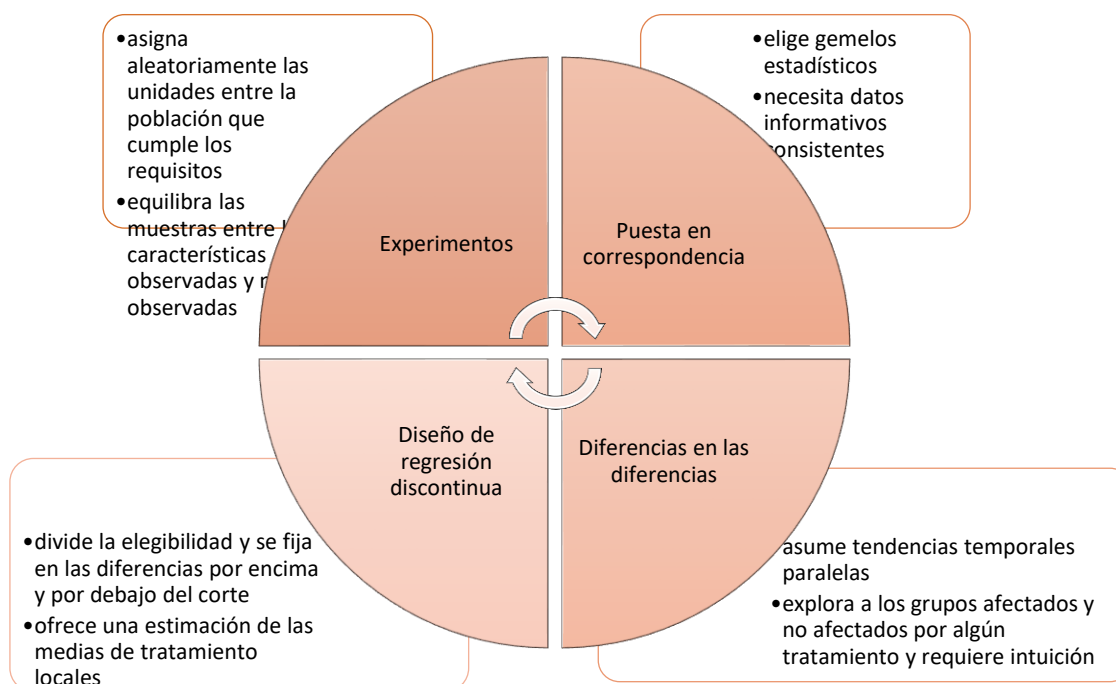 •asigna
aleatoriamente las
unidades entre la
población que
cumple los
requisitos
•equilibra las
muestras entre
características
observadas y
observadas
Experimentos
•elige gemelos
estadísticos
•necesita datos
informativos
consistentes
Puesta en
correspondencia
Diseño de
regresión
discontinua
•divide la elegibilidad y se fija
en las diferencias por encima
y por debajo del corte
•ofrece una estimación de las
medias de tratamiento
locales
Diferencias en las
diferencias
asume tendencias temporales
paralelas
•explora a los grupos afectados y
no afectados por algún
tratamiento y requiere intuición